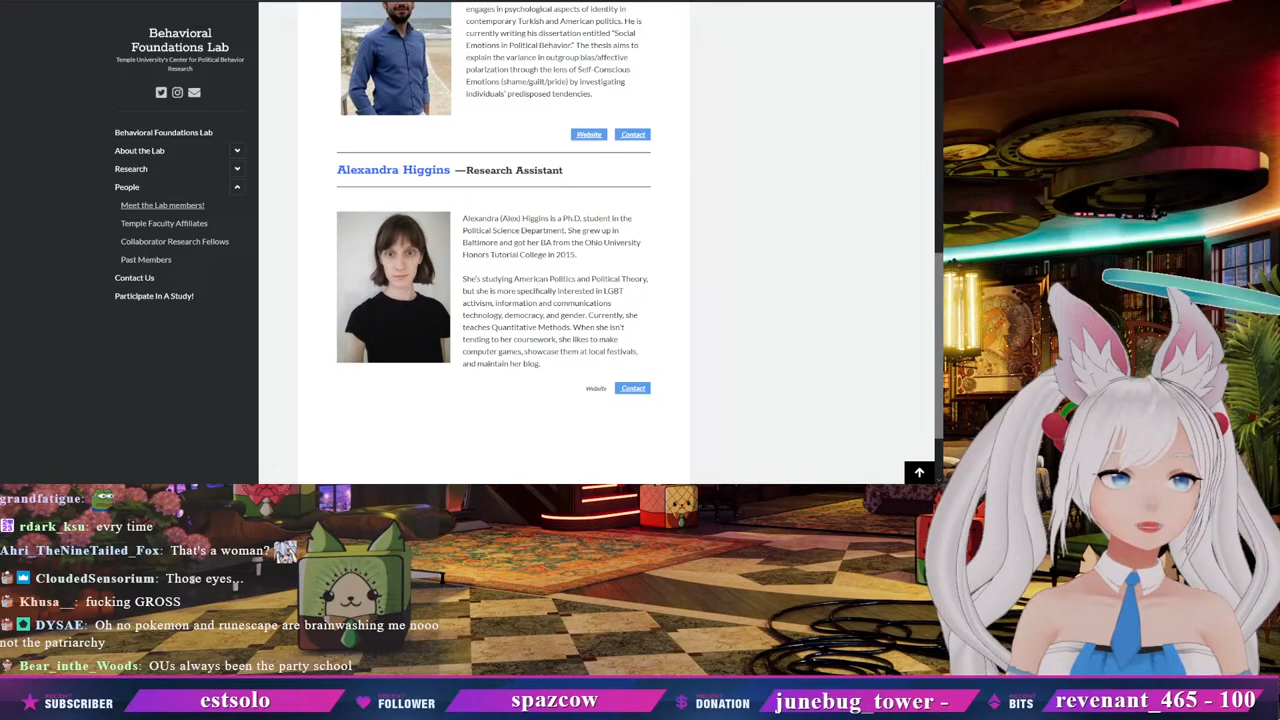 Behavioral
Foundations Lab
Temple University's Center for Political Behavior
Research
Behavioral Foundations Lab
About the Lab
Research
People
Meet the Lab members!
Temple Faculty Affiliates
Collaborator Research Fellows
Past Members
Contact Us
Participate In A Study!
engages in psychological aspects of identity in
contemporary Turkish and American politics. He is
currently writing his dissertation entitled "Social
Emotions in Political Behavior." The thesis aims to
explain the variance in outgroup bias/affective
polarization through the lens of Self-Conscious
Emotions (shame/guilt/pride) by investigating
individuals' predisposed tendencies.
Website Contact
Alexandra Higgins —Research Assistant
Alexandra (Alex) Higgins is a Ph.D. student in the
Political Science Department. She grew up in
Baltimore and got her BA from the Ohio University
Honors Tutorial College in 2015.
She's studying American Politics and Political Theory,
but she is more specifically interested in LGBT
activism, information and communications
technology, democracy, and gender. Currently, she
teaches Quantitative Methods. When she isn't
tending to her coursework, she likes to make
computer games, showcase them at local festivals,
and maintain her blog.
Website Contact
grandfatigue:
rdark_ksu: evry time
Ahri_TheNineTailed_Fox: That's a woman?
CloudedSensorium: Those eyes...
Khusa__: fucking GROSS
DYSAE: Oh no pokemon and runescape are brainwashing me nooo
not the patriarchy
Bear_inthe_Woods: OUs always been the party school
RECENT SUBSCRIBER estsolo RECENT FOLLOWER spazcow RECENT DONATION junebug_tower - RECENT BITS revenant_465 - 100